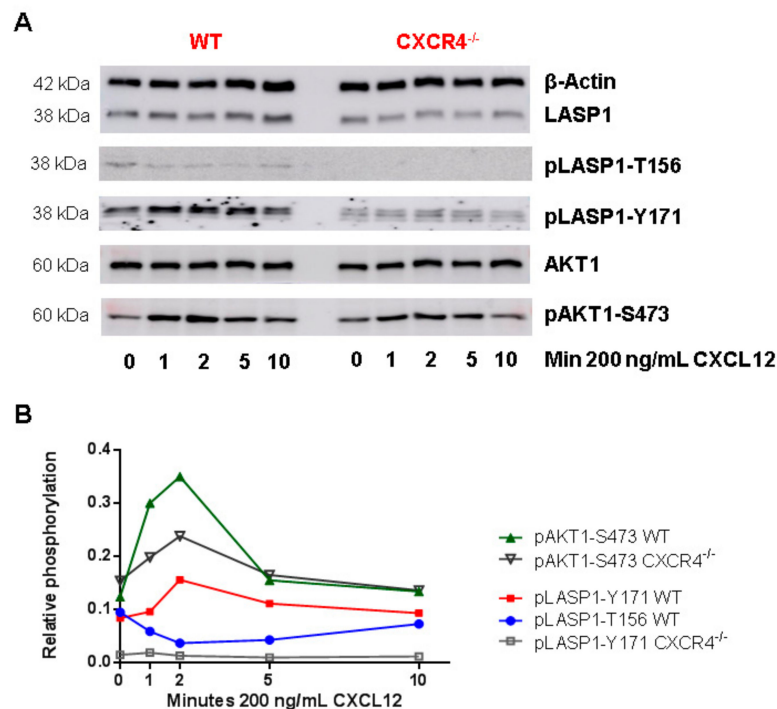 A
WT CXCR4-/-
42 kDa β-Actin
38 kDa LASP1
38 kDa pLASP1-T156
38 kDa pLASP1-Y171
60 kDa AKT1
60 kDa pAKT1-S473
0 1 2 5 10 0 1 2 5 10 Min 200 ng/mL CXCL12
B
Relative phosphorylation
0.4
0.3
0.2
0.1
0.0
0 1 2 5 10
Minutes 200 ng/mL CXCL12
pAKT1-S473 WT
pAKT1-S473 CXCR4-/-
pLASP1-Y171 WT
pLASP1-T156 WT
pLASP1-Y171 CXCR4-/-